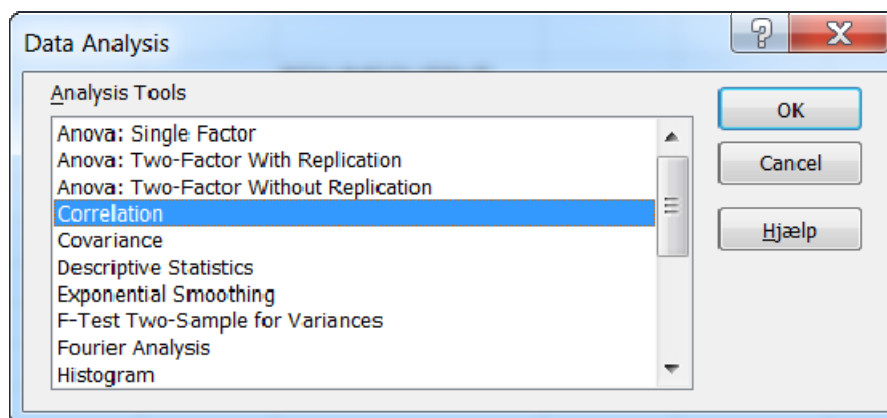 Data Analysis
Analysis Tools
Anova: Single Factor
Anova: Two-Factor With Replication
Anova: Two-Factor Without Replication
Correlation
Covariance
Descriptive Statistics
Exponential Smoothing
F-Test Two-Sample for Variances
Fourier Analysis
Histogram
OK
Cancel
Hjælp